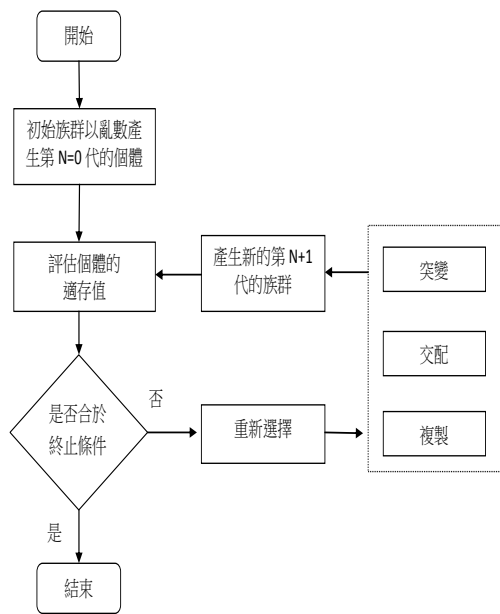 開始
初始族群以亂數產
生第 N=0 代的個體
評估個體的
適存值
產生新的第 N+1
代的族群
突變
交配
複製
是否合於
終止條件
否
重新選擇
是
結束